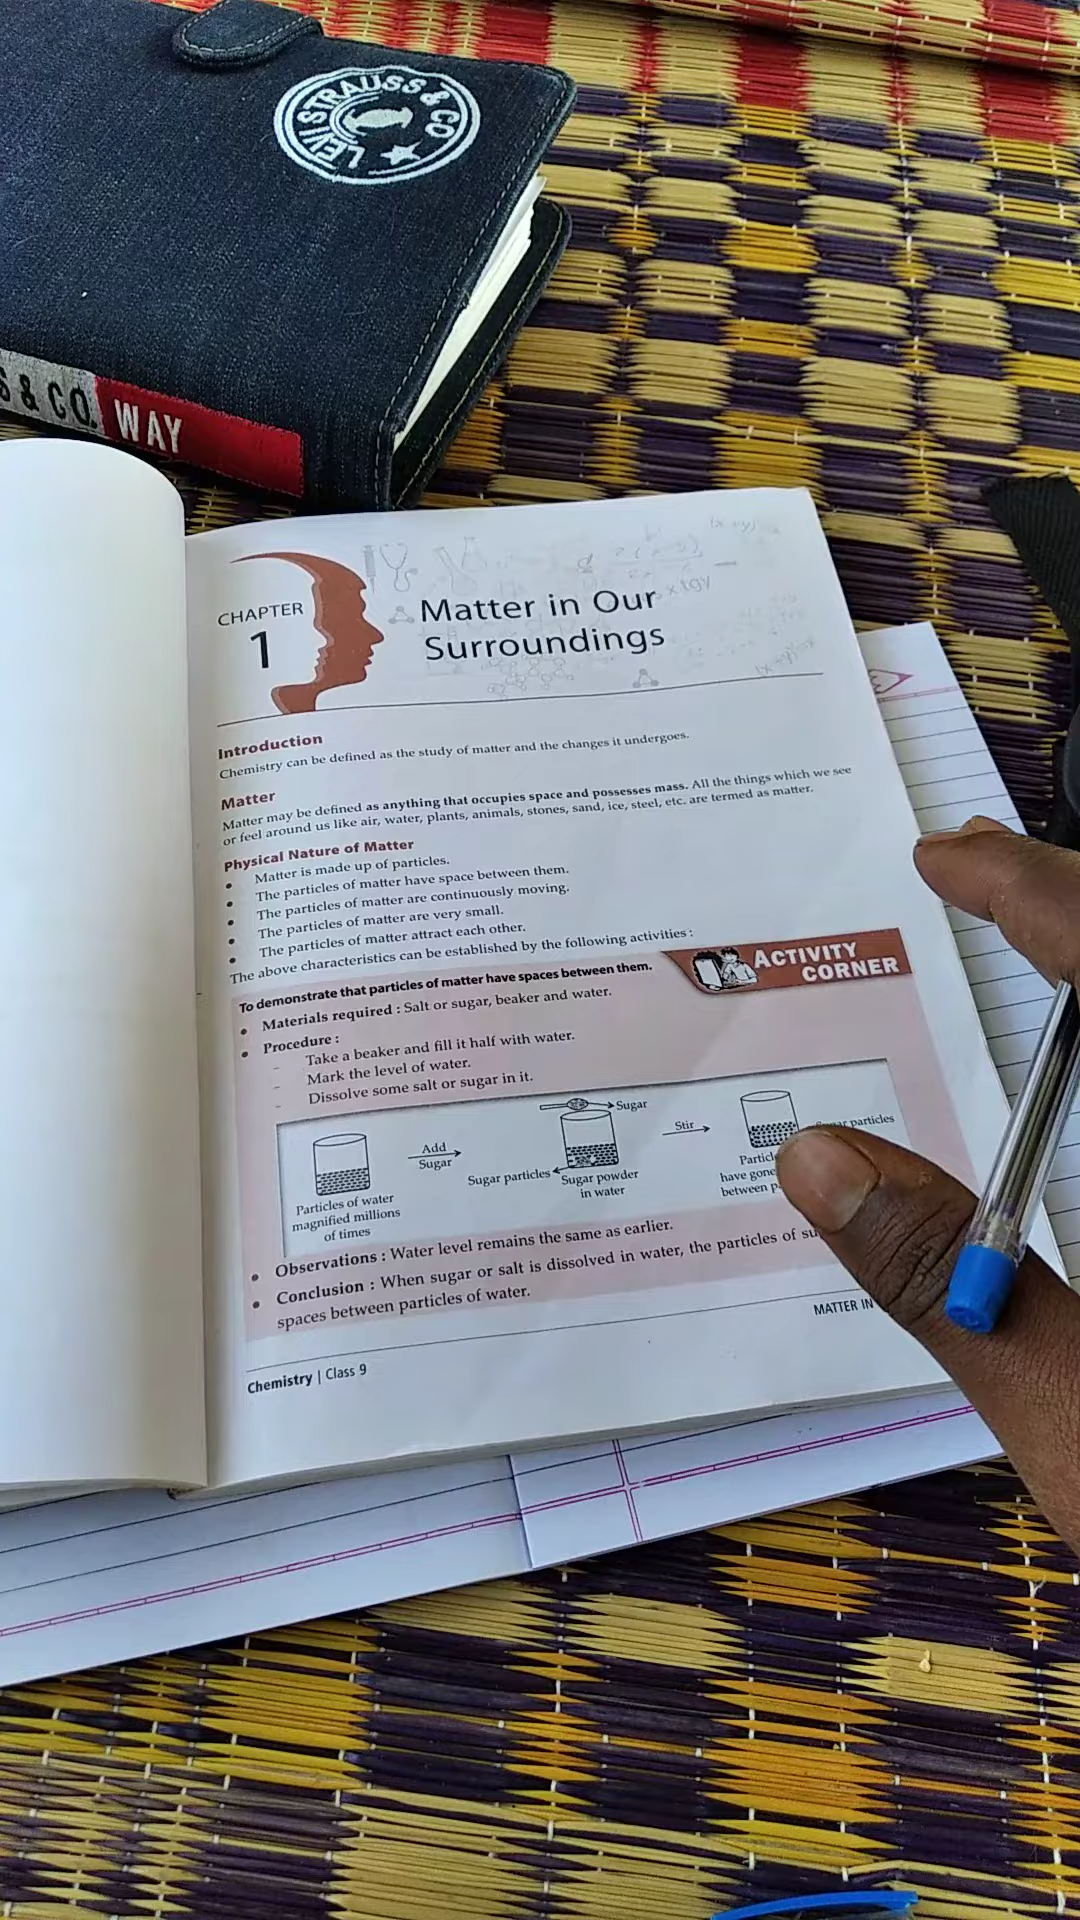 LEVI STRAUSS & CO
S & CO. WAY
CHAPTER
1
Matter in Our
Surroundings
Introduction
Chemistry can be defined as the study of matter and the changes it undergoes.
Matter
Matter may be defined as anything that occupies space and possesses mass. All the things which we see
or feel around us like air, water, plants, animals, stones, sand, ice, steel, etc. are termed as matter.
Physical Nature of Matter
• Matter is made up of particles.
• The particles of matter have space between them.
• The particles of matter are continuously moving.
• The particles of matter are very small.
• The particles of matter attract each other.
The above characteristics can be established by the following activities :
ACTIVITY
CORNER
To demonstrate that particles of matter have spaces between them.
• Materials required : Salt or sugar, beaker and water.
• Procedure :
– Take a beaker and fill it half with water.
– Mark the level of water.
– Dissolve some salt or sugar in it.
Add
Sugar
Particles of water
magnified millions
of times
Sugar
Sugar particles
Sugar powder
in water
Stir
particles
have gone
between
• Observations : Water level remains the same as earlier.
• Conclusion : When sugar or salt is dissolved in water, the particles of
spaces between particles of water.
MATTER IN
Chemistry | Class 9